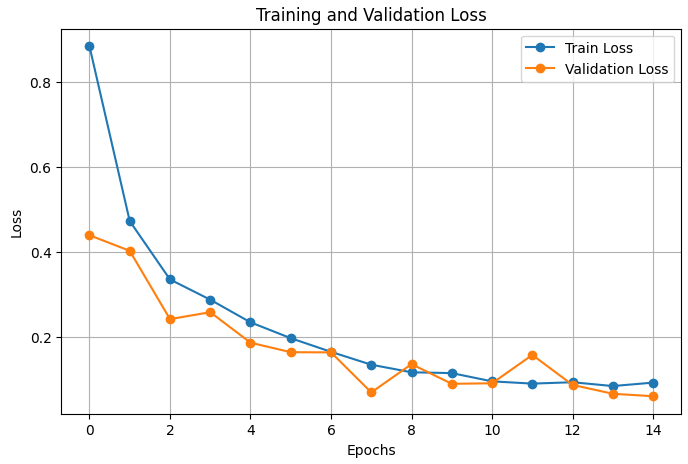 Training and Validation Loss
Train Loss
Validation Loss
0.8
0.6
0.4
0.2
Loss
0 2 4 6 8 10 12 14
Epochs